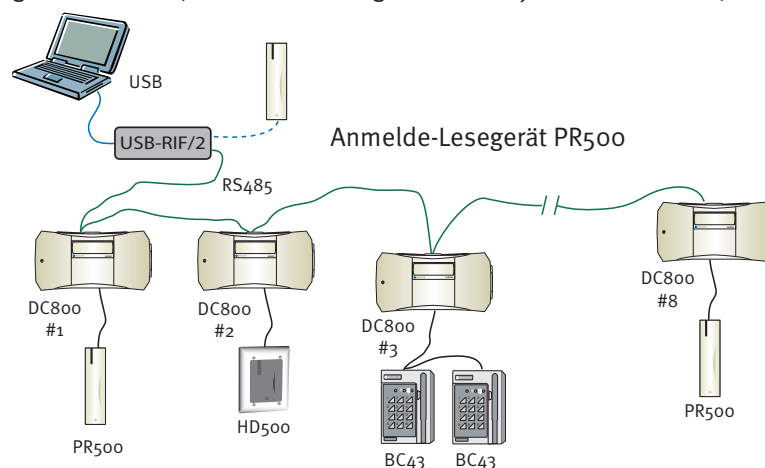 USB
USB-RIF/2
Anmelde-Lesegerät PR500
RS485
DC800
#1
DC800
#2
DC800
#3
DC800
#8
PR500
HD500
BC43
BC43
PR500